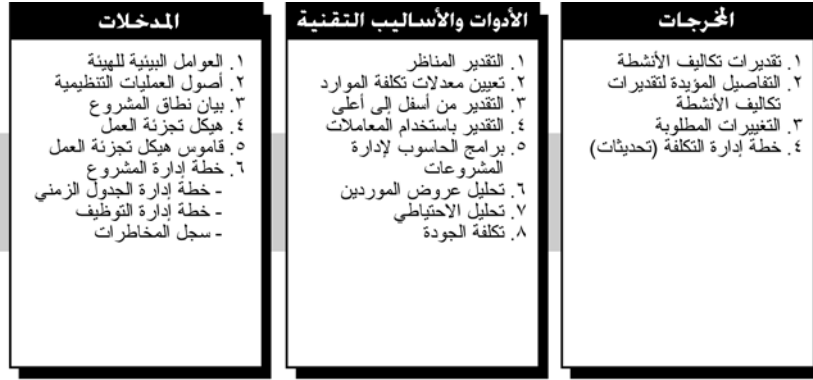 المدخلات
١. العوامل البيئية للهيئة
٢. أصول العمليات التنظيمية
٣. بيان نطاق المشروع
٤. هيكل تجزئة العمل
٥. قاموس هيكل تجزئة العمل
٦. خطة إدارة المشروع
- خطة إدارة الجدول الزمني
- خطة إدارة التوظيف
- سجل المخاطرات
الأدوات والأساليب التقنية
١. التقدير المناظر
٢. تعيين معدلات تكلفة الموارد
٣. التقدير من أسفل إلى أعلى
٤. التقدير باستخدام المعاملات
٥. برامج الحاسوب لإدارة
المشروعات
٦. تحليل عروض الموردين
٧. تحليل الاحتياطي
٨. تكلفة الجودة
المخرجات
١. تقديرات تكاليف الأنشطة
٢. التفاصيل المؤيدة لتقديرات
تكاليف الأنشطة
٣. التغييرات المطلوبة
٤. خطة إدارة التكلفة (تحديثات)